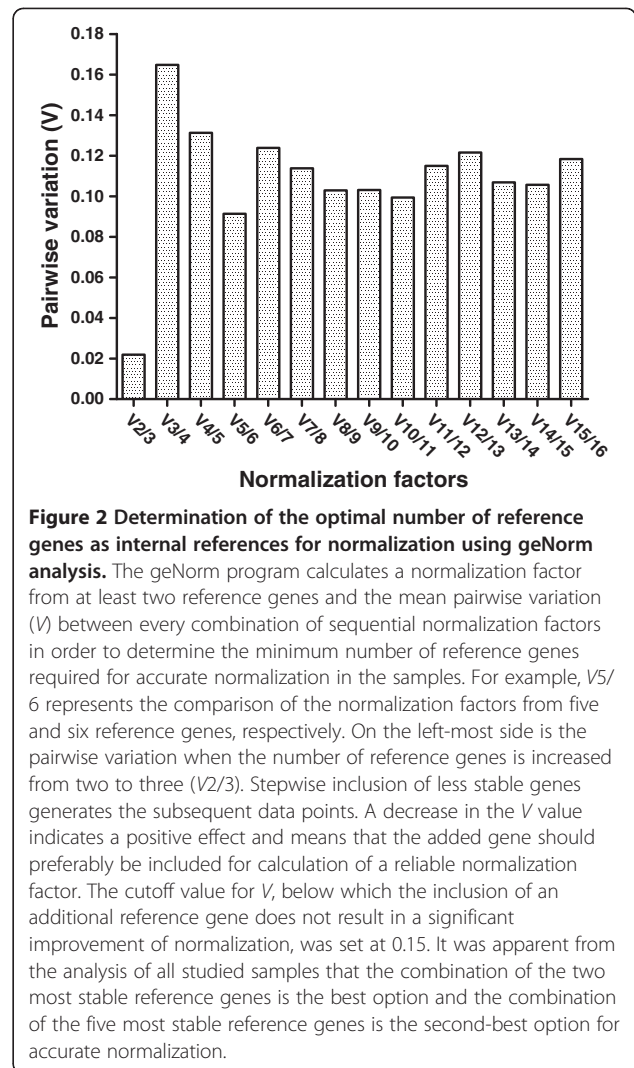 0.18
0.16
0.14
0.12
0.10
0.08
0.06
0.04
0.02
0.00
Pairwise variation (V)
V2/3
V3/4
V4/5
V5/6
V6/7
V7/8
V8/9
V9/10
V10/11
V11/12
V12/13
V13/14
V14/15
V15/16
Normalization factors
Figure 2 Determination of the optimal number of reference
genes as internal references for normalization using geNorm
analysis. The geNorm program calculates a normalization factor
from at least two reference genes and the mean pairwise variation
(V) between every combination of sequential normalization factors
in order to determine the minimum number of reference genes
required for accurate normalization in the samples. For example, V5/
6 represents the comparison of the normalization factors from five
and six reference genes, respectively. On the left-most side is the
pairwise variation when the number of reference genes is increased
from two to three (V2/3). Stepwise inclusion of less stable genes
generates the subsequent data points. A decrease in the V value
indicates a positive effect and means that the added gene should
preferably be included for calculation of a reliable normalization
factor. The cutoff value for V, below which the inclusion of an
additional reference gene does not result in a significant
improvement of normalization, was set at 0.15. It was apparent from
the analysis of all studied samples that the combination of the two
most stable reference genes is the best option and the combination
of the five most stable reference genes is the second-best option for
accurate normalization.